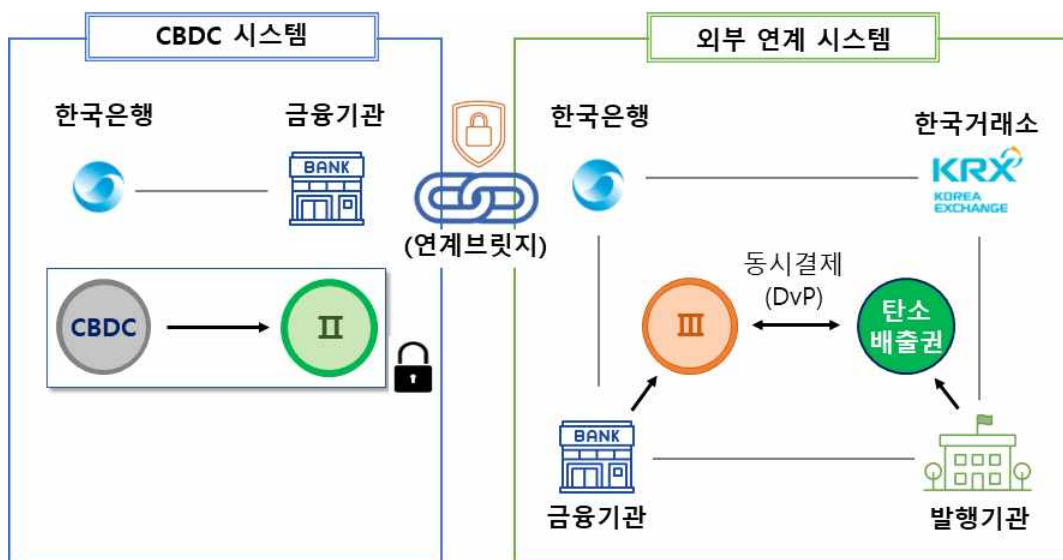 CBDC 시스템
외부 연계 시스템
한국은행
금융기관
한국은행
한국거래소
BANK
KRX
KOREA
EXCHANGE
(연계브릿지)
동시결제
(DvP)
CBDC
Ⅱ
Ⅲ
탄소
배출권
BANK
금융기관
발행기관